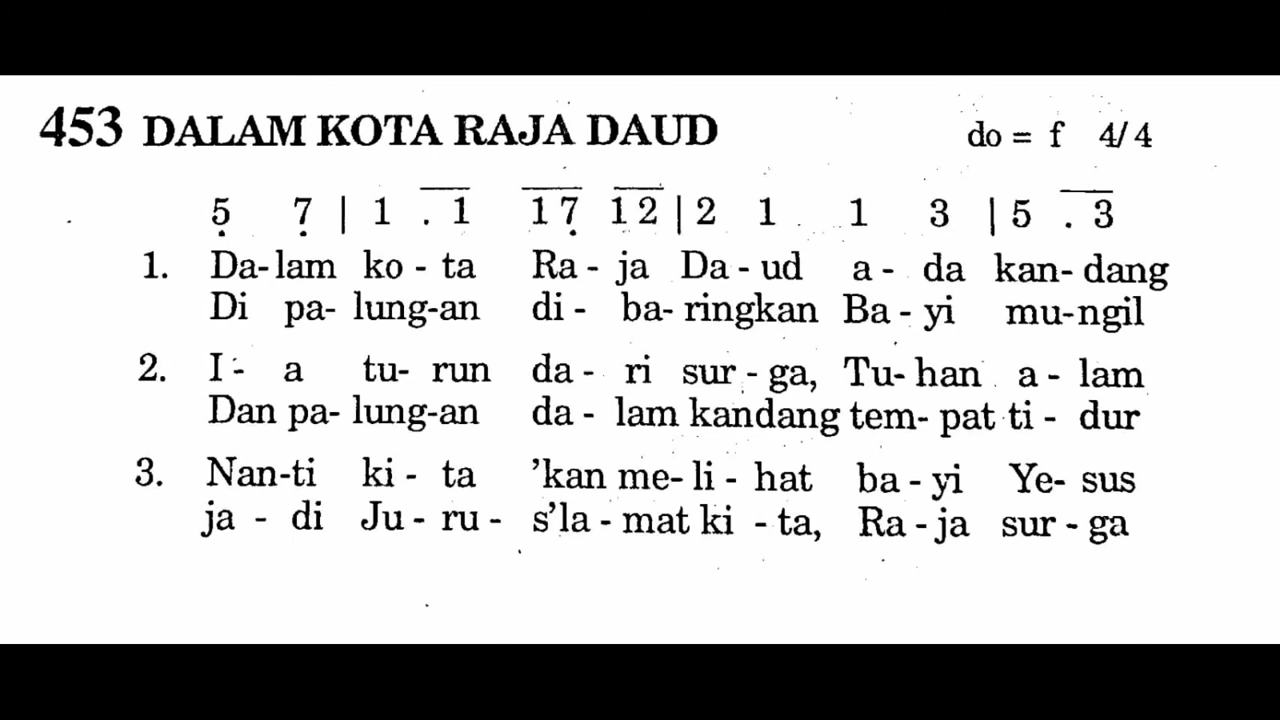 453 DALAM KOTA RAJA DAUD do = f 4/4
5̣ 7̣ | 1 . 1 1 7̣ 1 2 | 2 1 1 3 | 5 . 3
1. Da-lam ko - ta Ra - ja Da - ud a - da kan- dang
Di pa- lung-an di - ba- ringkan Ba - yi mu-ngil
2. I - a tu- run da - ri sur - ga, Tu- han a - lam
Dan pa- lung-an da - lam kandang tem- pat ti - dur
3. Nan-ti ki - ta ’kan me- li - hat ba - yi Ye- sus
ja - di Ju - ru - s’la - mat ki - ta, Ra - ja sur - ga